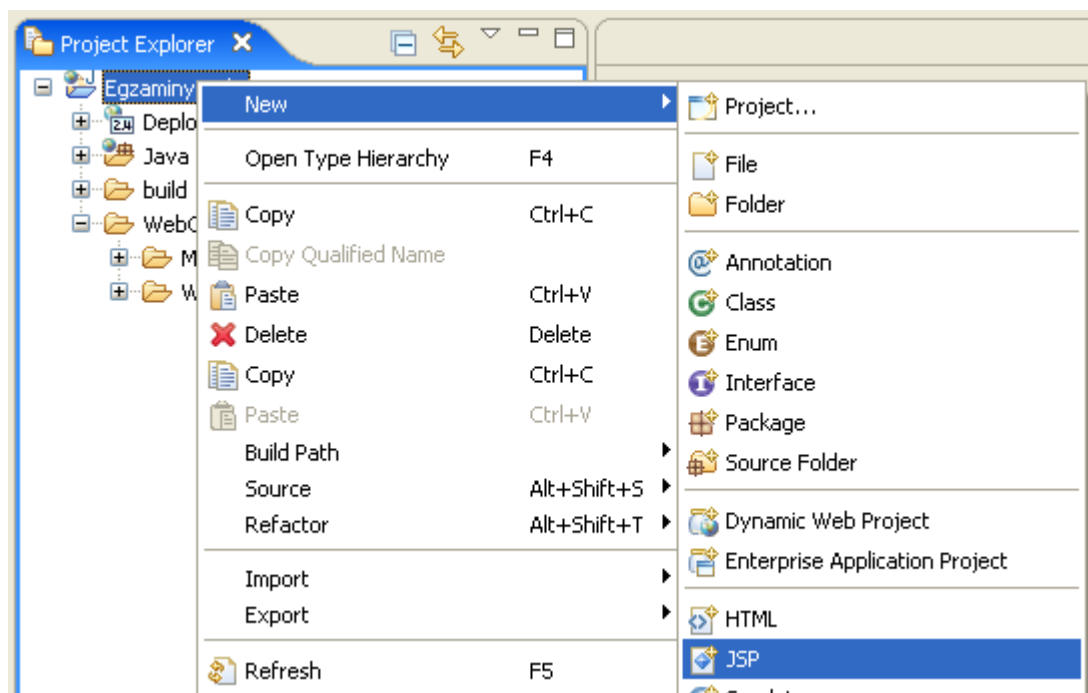 Project Explorer
Egzaminy
2.4 Deplo
Java
build
WebC
M
W
New
Open Type Hierarchy F4
Copy Ctrl+C
Copy Qualified Name
Paste Ctrl+V
Delete Delete
Copy Ctrl+C
Paste Ctrl+V
Build Path
Source Alt+Shift+S
Refactor Alt+Shift+T
Import
Export
Refresh F5
Project...
File
Folder
Annotation
Class
Enum
Interface
Package
Source Folder
Dynamic Web Project
Enterprise Application Project
HTML
JSP